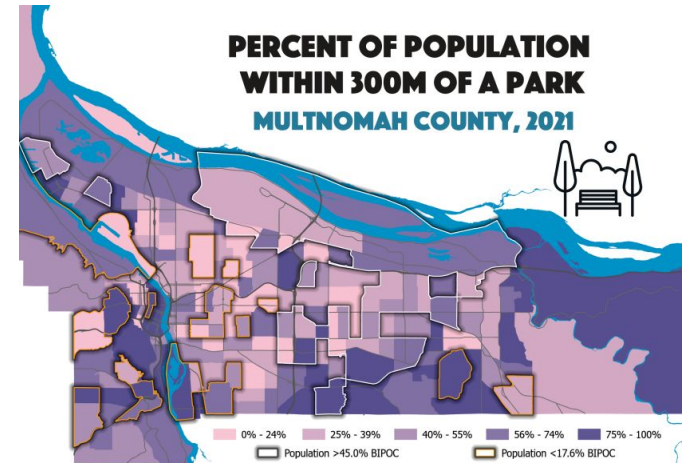 PERCENT OF POPULATION
WITHIN 300M OF A PARK
MULTNOMAH COUNTY, 2021
0% - 24% 25% - 39% 40% - 55% 56% - 74% 75% - 100%
Population >45.0% BIPOC Population <17.6% BIPOC